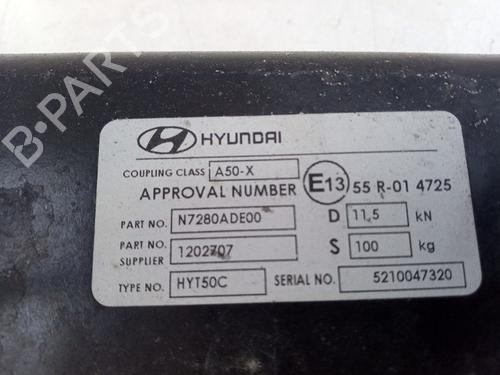 B-PARTS
HYUNDAI
COUPLING CLASS A50-X
APPROVAL NUMBER E13 55 R-01 4725
PART NO. N7280ADE00 D 11,5 kN
PART NO. SUPPLIER 1202707 S 100 kg
TYPE NO. HYT50C SERIAL NO. 5210047320